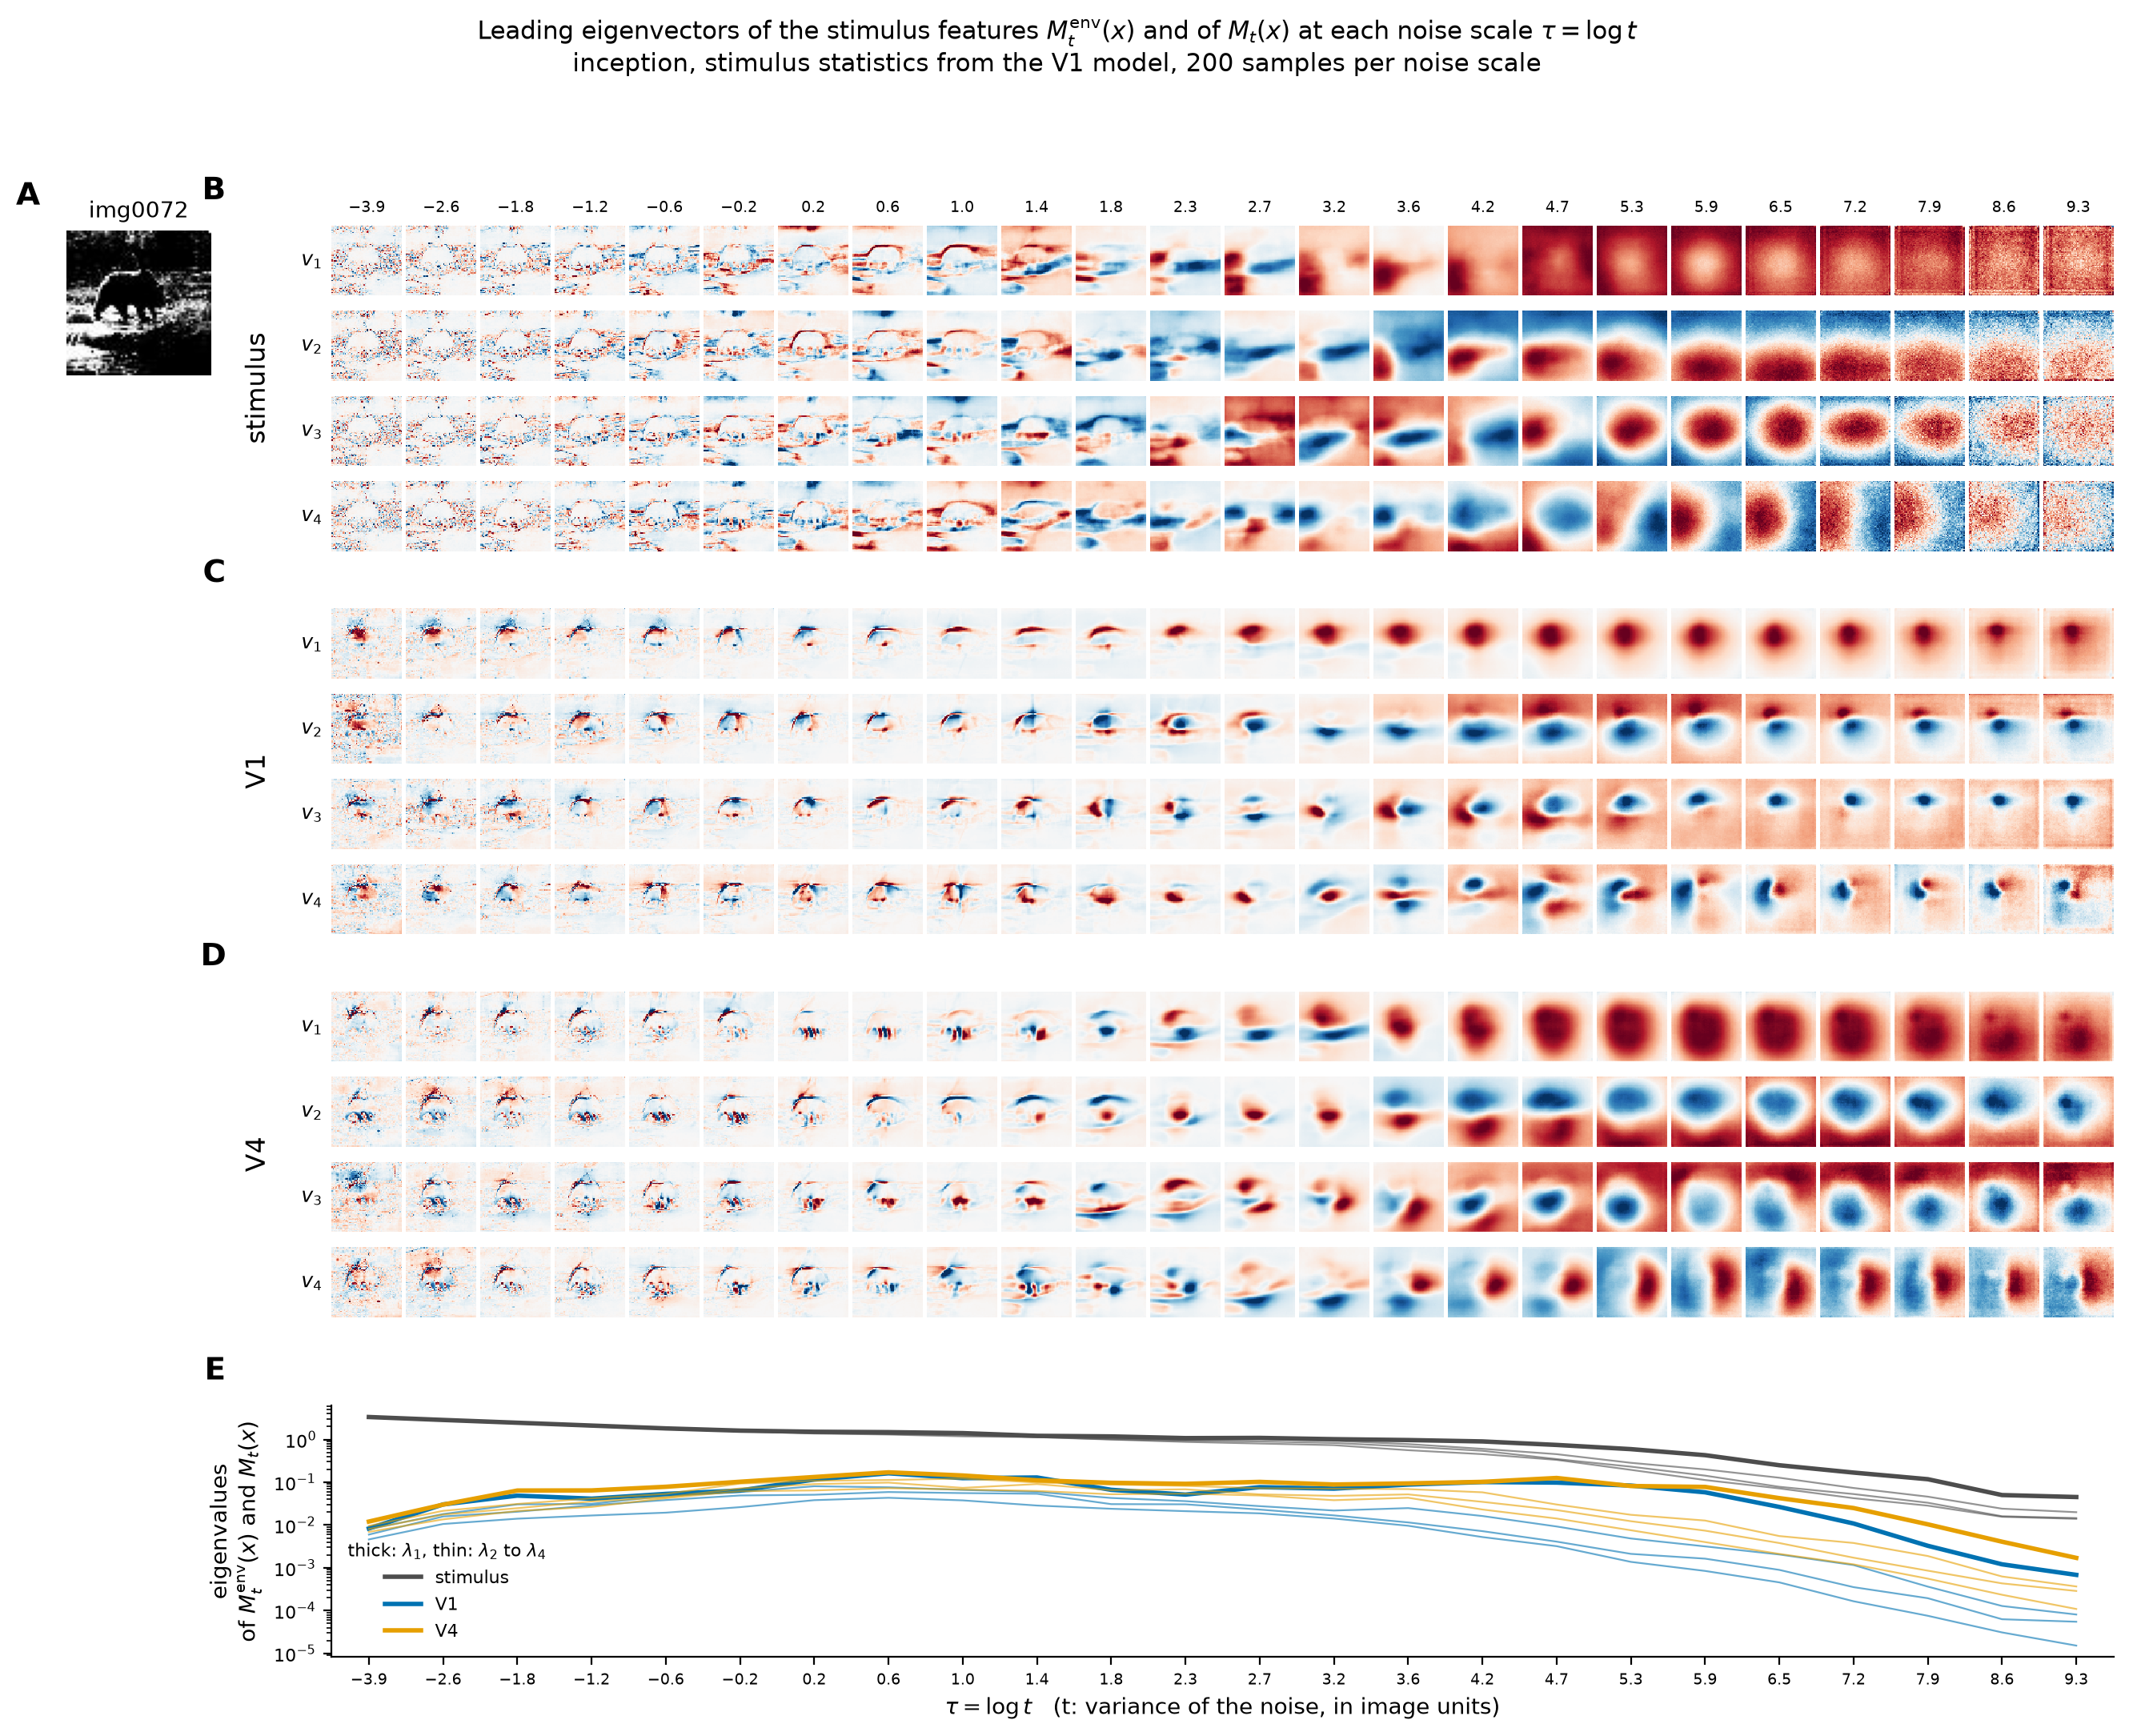 Leading eigenvectors of the stimulus features $M_t^{\mathrm{env}}(x)$ and of $M_t(x)$ at each noise scale $\tau = \log t$
inception, stimulus statistics from the V1 model, 200 samples per noise scale
A
img0072
B
−3.9 −2.6 −1.8 −1.2 −0.6 −0.2 0.2 0.6 1.0 1.4 1.8 2.3 2.7 3.2 3.6 4.2 4.7 5.3 5.9 6.5 7.2 7.9 8.6 9.3
stimulus
$v_1$
$v_2$
$v_3$
$v_4$
C
V1
$v_1$
$v_2$
$v_3$
$v_4$
D
V4
$v_1$
$v_2$
$v_3$
$v_4$
E
eigenvalues
of $M_t^{\mathrm{env}}(x)$ and $M_t(x)$
$10^0$
$10^{-1}$
$10^{-2}$
$10^{-3}$
$10^{-4}$
$10^{-5}$
thick: $\lambda_1$, thin: $\lambda_2$ to $\lambda_4$
stimulus
V1
V4
−3.9 −2.6 −1.8 −1.2 −0.6 −0.2 0.2 0.6 1.0 1.4 1.8 2.3 2.7 3.2 3.6 4.2 4.7 5.3 5.9 6.5 7.2 7.9 8.6 9.3
$\tau = \log t$ (t: variance of the noise, in image units)